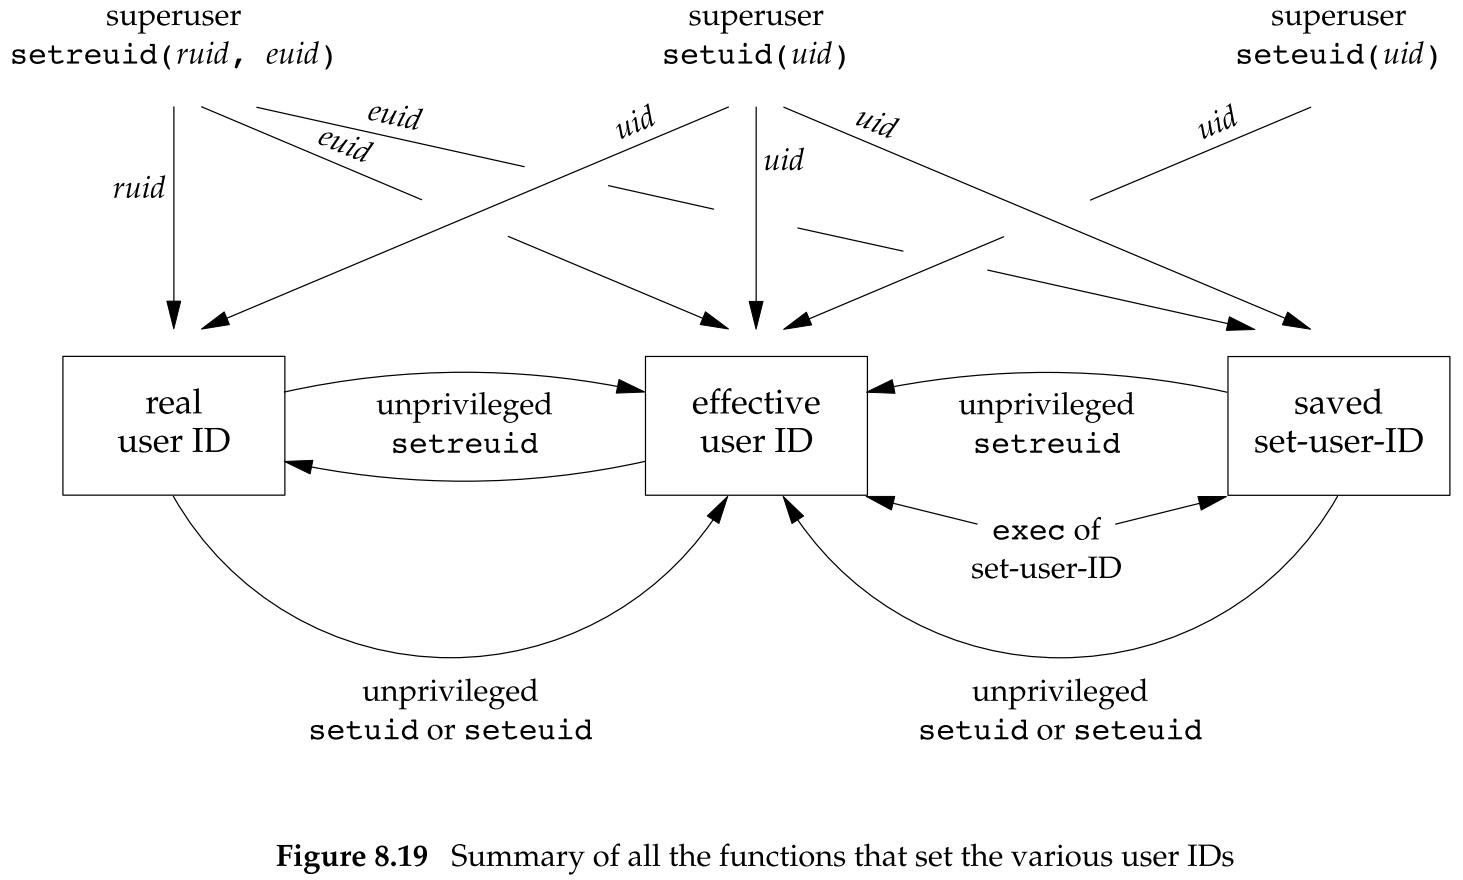 superuser
setreuid(ruid, euid)
superuser
setuid(uid)
superuser
seteuid(uid)
euid
euid
ruid
uid
uid
uid
uid
real
user ID
unprivileged
setreuid
effective
user ID
unprivileged
setreuid
saved
set-user-ID
exec of
set-user-ID
unprivileged
setuid or seteuid
unprivileged
setuid or seteuid
Figure 8.19 Summary of all the functions that set the various user IDs